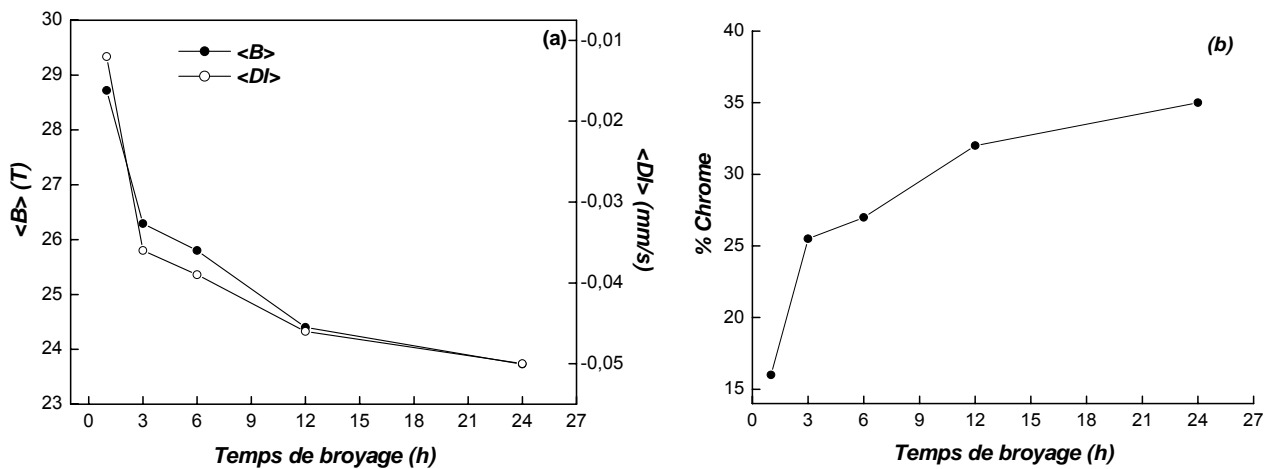 (a)
<B>
<DI>
30
29
28
27
26
25
24
23
<B> (T)
-0,01
-0,02
-0,03
-0,04
-0,05
<DI> (mm/s)
0 3 6 9 12 15 18 21 24 27
Temps de broyage (h)
(b)
40
35
30
25
20
15
% Chrome
0 3 6 9 12 15 18 21 24 27
Temps de broyage (h)